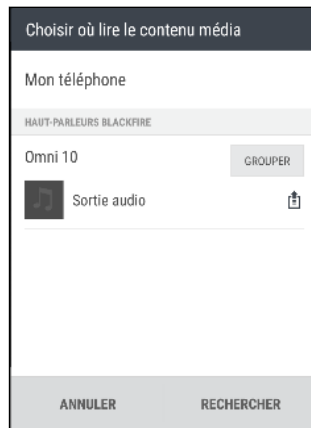 Choisir où lire le contenu média
Mon téléphone
HAUT-PARLEURS BLACKFIRE
Omni 10
GROUPER
Sortie audio
ANNULER
RECHERCHER